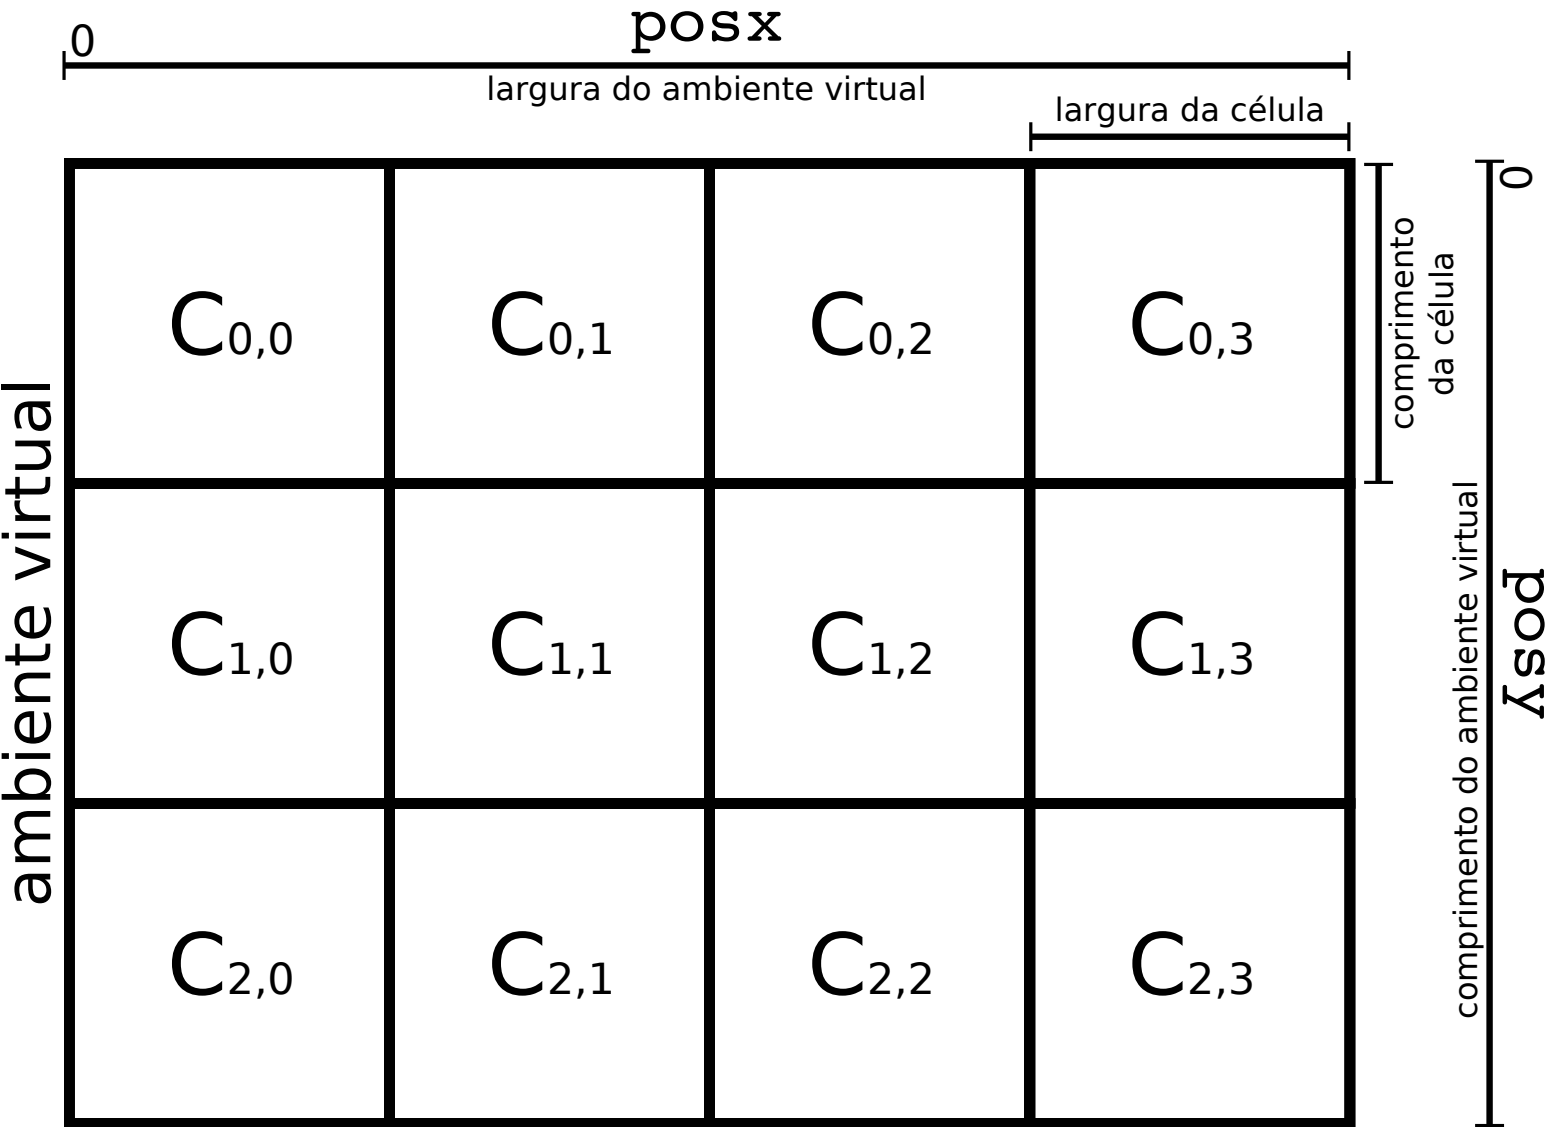 posx
0
largura do ambiente virtual
largura da célula
0
comprimento
da célula
C0,0 C0,1 C0,2 C0,3
ambiente virtual
C1,0 C1,1 C1,2 C1,3
comprimento do ambiente virtual
posy
C2,0 C2,1 C2,2 C2,3